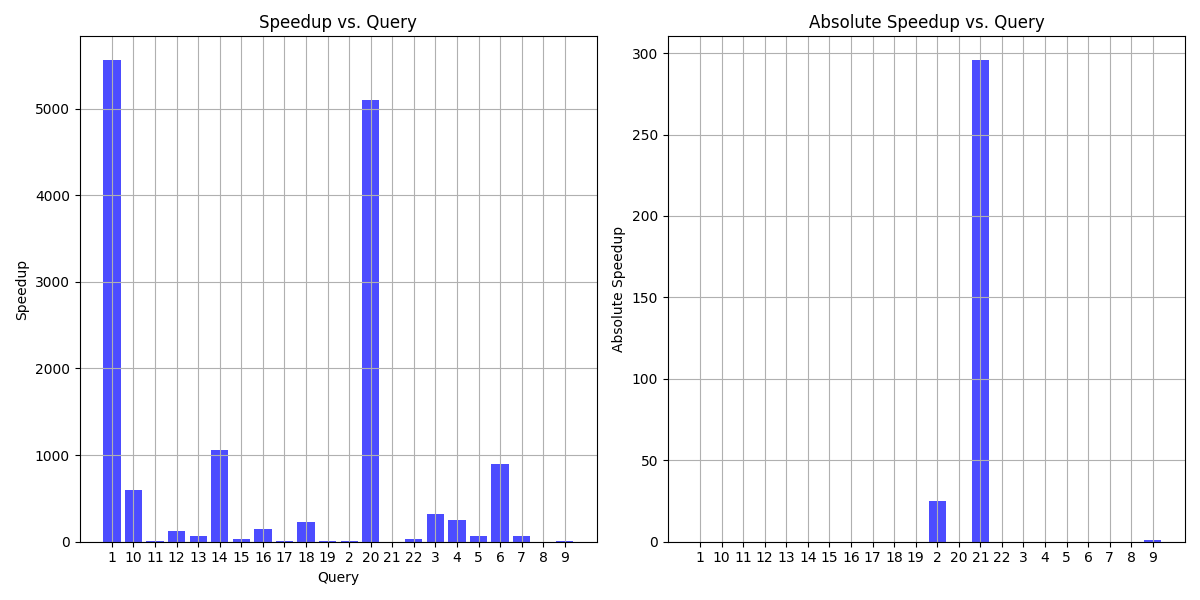 Speedup vs. Query
Speedup
5000
4000
3000
2000
1000
0
1 10 11 12 13 14 15 16 17 18 19 2 20 21 22 3 4 5 6 7 8 9
Query
Absolute Speedup vs. Query
Absolute Speedup
300
250
200
150
100
50
0
1 10 11 12 13 14 15 16 17 18 19 2 20 21 22 3 4 5 6 7 8 9